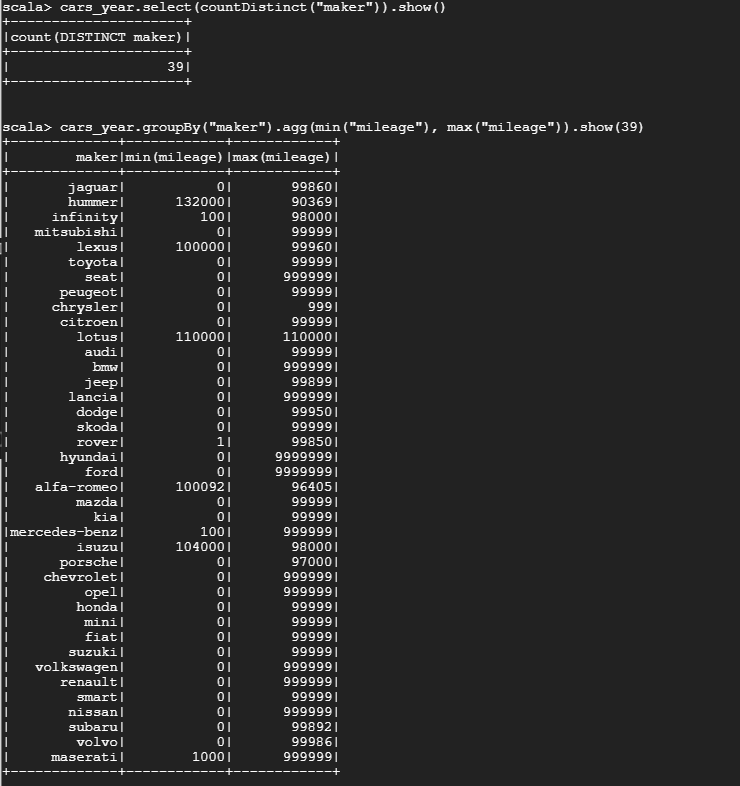 scala> cars_year.select(countDistinct("maker")).show()
+---------------------+
|count(DISTINCT maker)|
+---------------------+
|                   39|
+---------------------+
scala> cars_year.groupBy("maker").agg(min("mileage"), max("mileage")).show(39)
+-------------+------------+------------+
|        maker|min(mileage)|max(mileage)|
+-------------+------------+------------+
|       jaguar|           0|       99860|
|       hummer|      132000|       90369|
|     infinity|         100|       98000|
|   mitsubishi|           0|       99999|
|        lexus|      100000|       99960|
|       toyota|           0|       99999|
|         seat|           0|      999999|
|      peugeot|           0|       99999|
|     chrysler|           0|         999|
|      citroen|           0|       99999|
|        lotus|      110000|      110000|
|         audi|           0|       99999|
|          bmw|           0|      999999|
|         jeep|           0|       99899|
|       lancia|           0|      999999|
|        dodge|           0|       99950|
|        skoda|           0|       99999|
|        rover|           1|       99850|
|      hyundai|           0|     9999999|
|         ford|           0|     9999999|
|   alfa-romeo|      100092|       96405|
|        mazda|           0|       99999|
|          kia|           0|       99999|
|mercedes-benz|         100|      999999|
|        isuzu|      104000|       98000|
|      porsche|           0|       97000|
|    chevrolet|           0|      999999|
|         opel|           0|      999999|
|        honda|           0|       99999|
|         mini|           0|       99999|
|         fiat|           0|       99999|
|       suzuki|           0|       99999|
|   volkswagen|           0|      999999|
|      renault|           0|      999999|
|        smart|           0|       99999|
|       nissan|           0|      999999|
|       subaru|           0|       99892|
|        volvo|           0|       99986|
|     maserati|        1000|      999999|
+-------------+------------+------------+